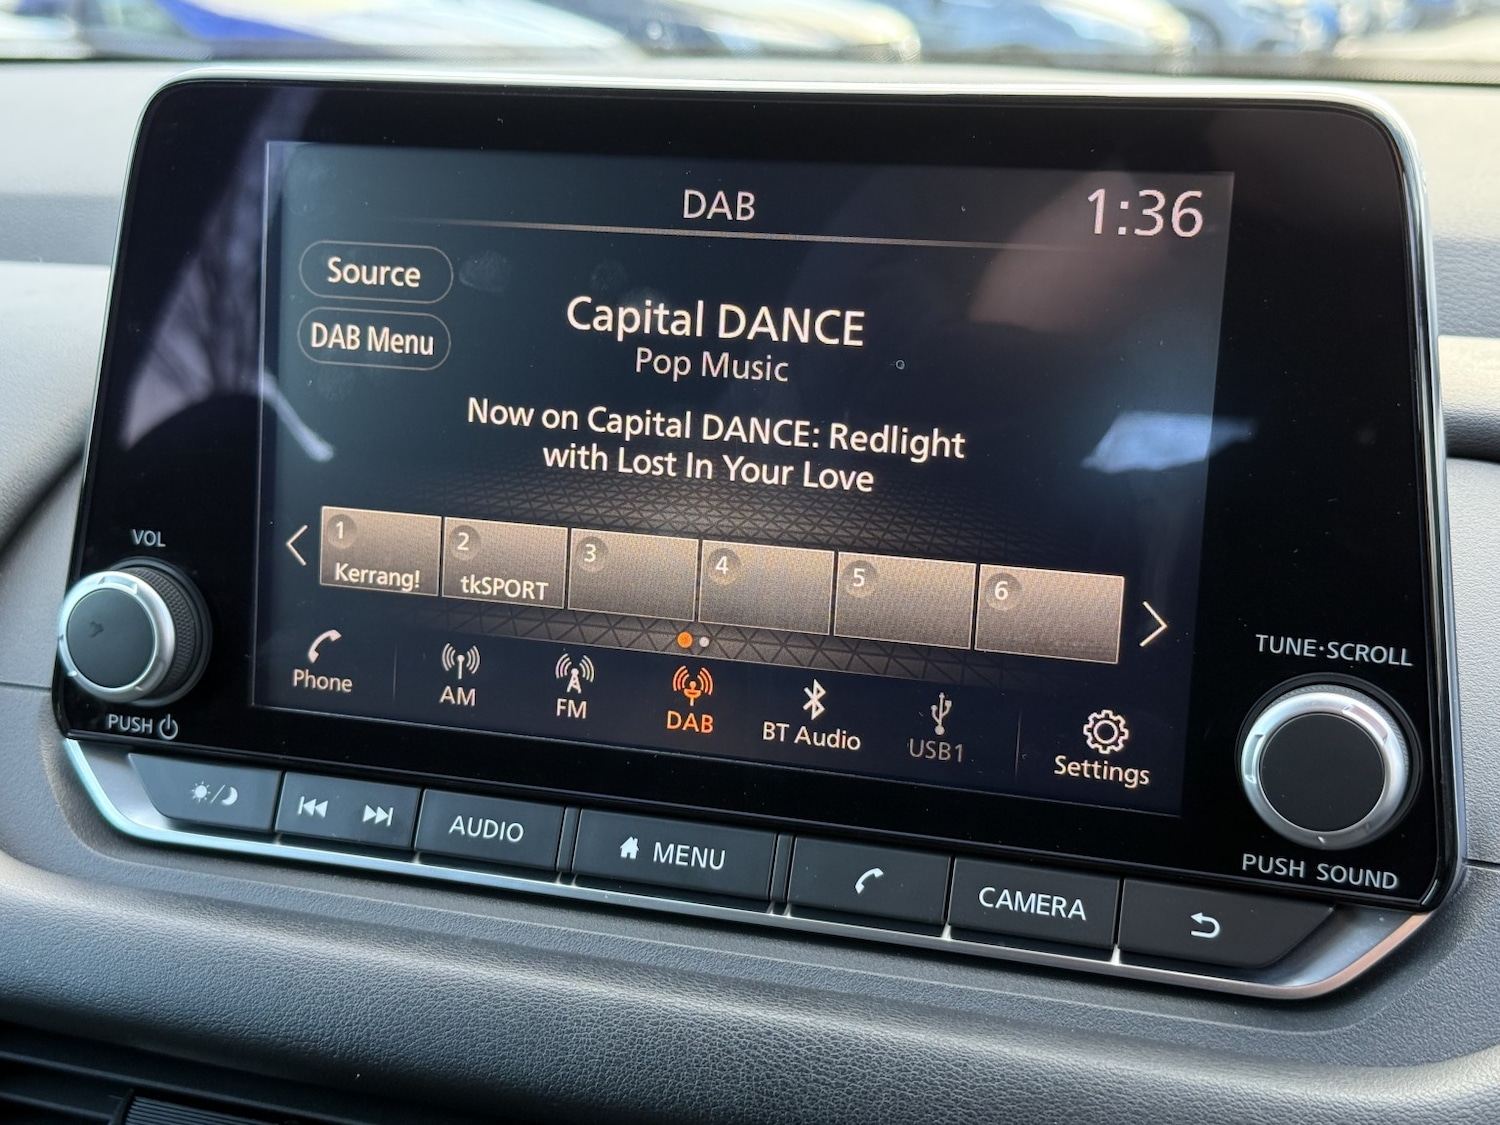 DAB
1:36
Source
DAB Menu
Capital DANCE
Pop Music
Now on Capital DANCE: Redlight
with Lost In Your Love
1
Kerrang!
2
tkSPORT
3
4
5
6
Phone
AM
FM
DAB
BT Audio
USB1
Settings
VOL
PUSH
TUNE·SCROLL
PUSH SOUND
AUDIO
MENU
CAMERA